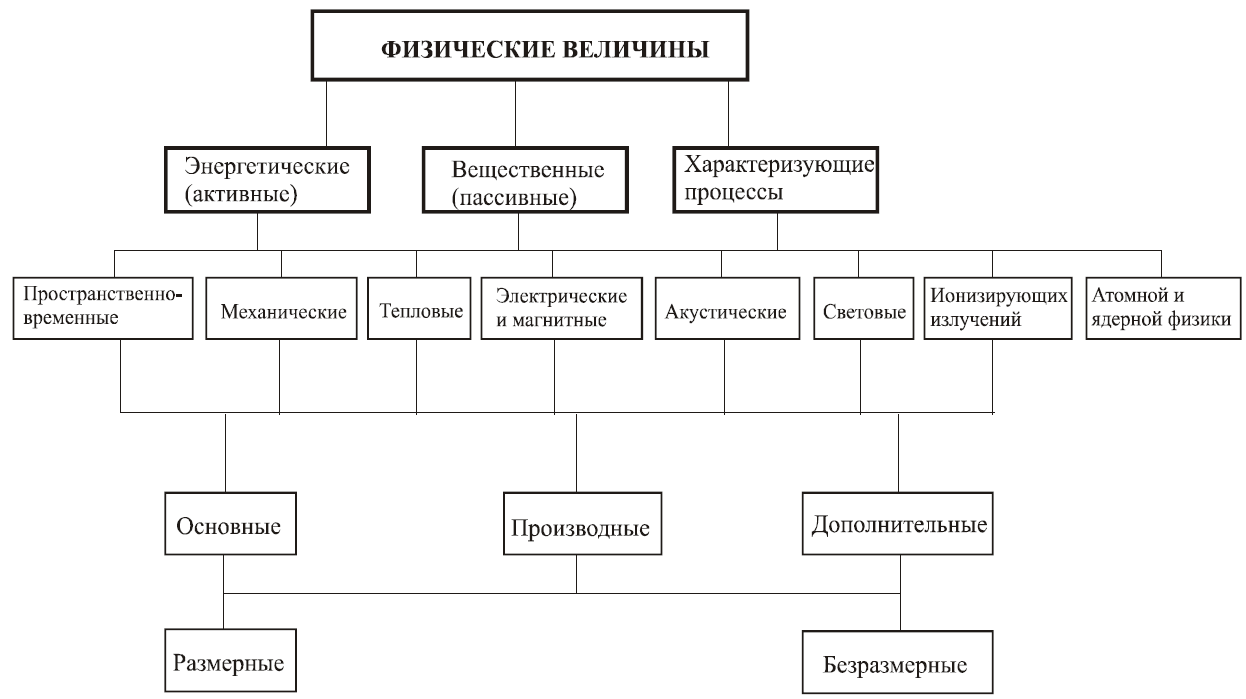 ФИЗИЧЕСКИЕ ВЕЛИЧИНЫ
Энергетические
(активные)
Вещественные
(пассивные)
Характеризующие
процессы
Пространственно-
временные
Механические
Тепловые
Электрические
и магнитные
Акустические
Световые
Ионизирующих
излучений
Атомной и
ядерной физики
Основные
Производные
Дополнительные
Размерные
Безразмерные